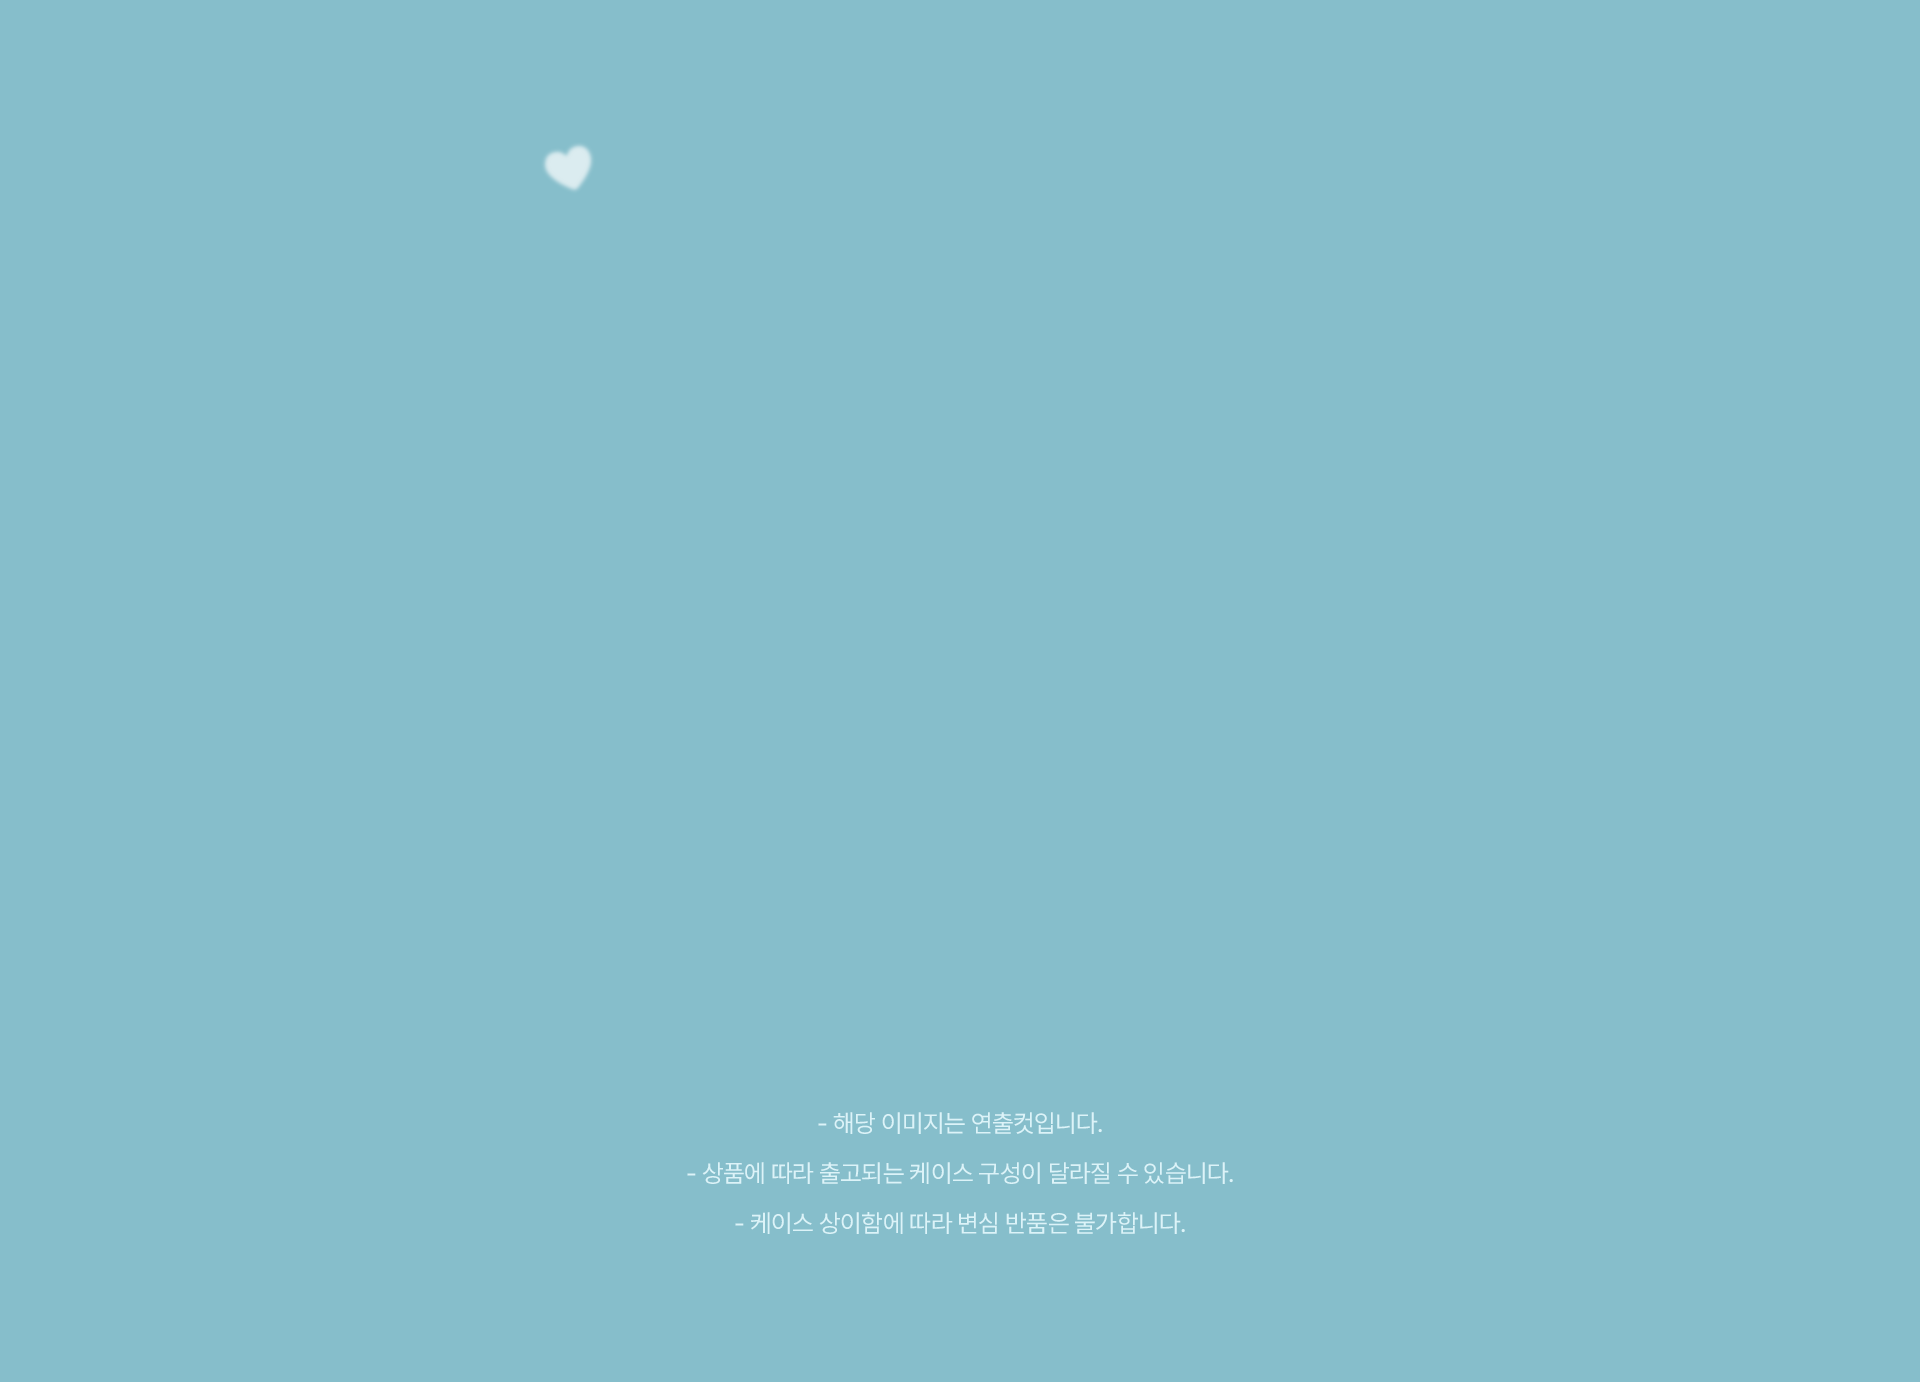 - 해당 이미지는 연출컷입니다.
- 상품에 따라 출고되는 케이스 구성이 달라질 수 있습니다.
- 케이스 상이함에 따라 변심 반품은 불가합니다.